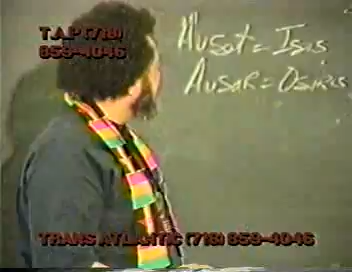 T.A.P (718)
859-4046
Ausat = Isis
Ausar = Osiris
TRANS ATLANTIC (718) 859-4046